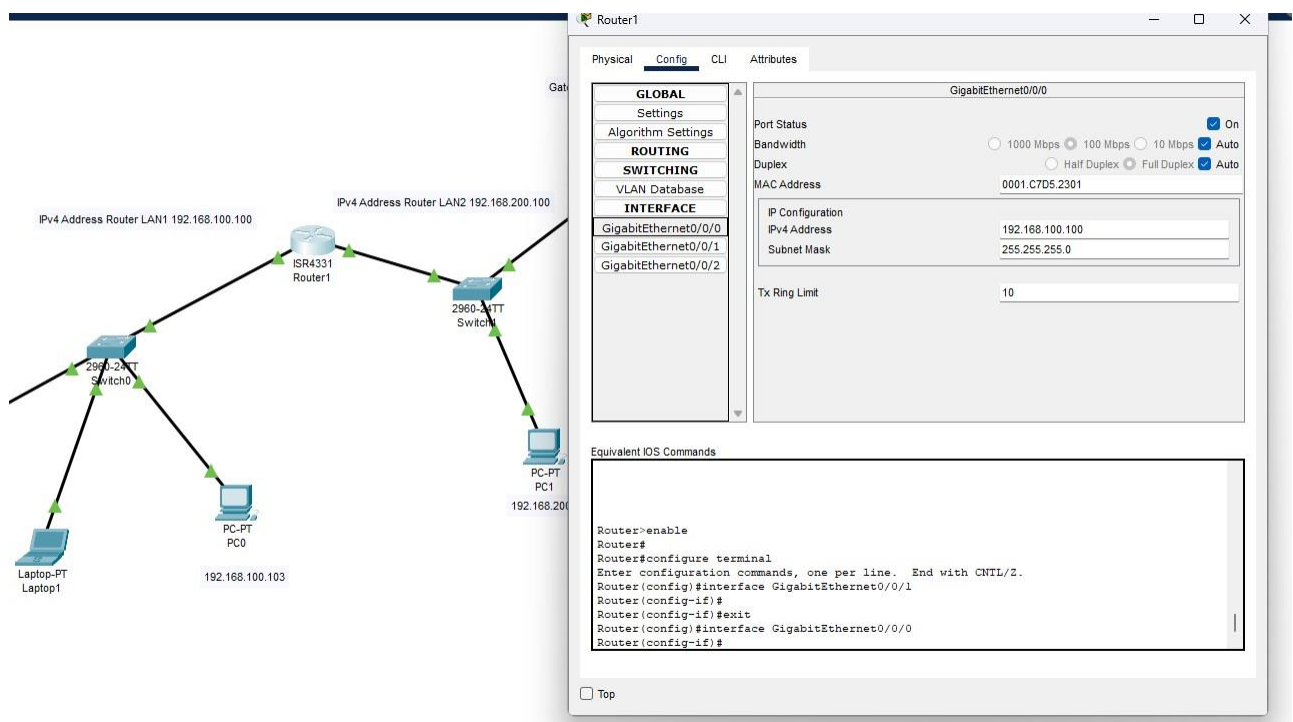 Router1
Physical Config CLI Attributes
GLOBAL
Settings
Algorithm Settings
ROUTING
SWITCHING
VLAN Database
INTERFACE
GigabitEthernet0/0/0
GigabitEthernet0/0/1
GigabitEthernet0/0/2
GigabitEthernet0/0/0
Port Status On
Bandwidth 1000 Mbps 100 Mbps 10 Mbps Auto
Duplex Half Duplex Full Duplex Auto
MAC Address 0001.C7D5.2301
IP Configuration
IPv4 Address 192.168.100.100
Subnet Mask 255.255.255.0
Tx Ring Limit 10
Equivalent IOS Commands
Router>enable
Router#
Router#configure terminal
Enter configuration commands, one per line. End with CNTL/Z.
Router(config)#interface GigabitEthernet0/0/1
Router(config-if)#
Router(config-if)#exit
Router(config)#interface GigabitEthernet0/0/0
Router(config-if)#
Top
IPv4 Address Router LAN1 192.168.100.100
IPv4 Address Router LAN2 192.168.200.100
ISR4331
Router1
2960-24TT
Switch1
2960-24TT
Switch0
PC-PT
PC1
192.168.200
PC-PT
PC0
192.168.100.103
Laptop-PT
Laptop1